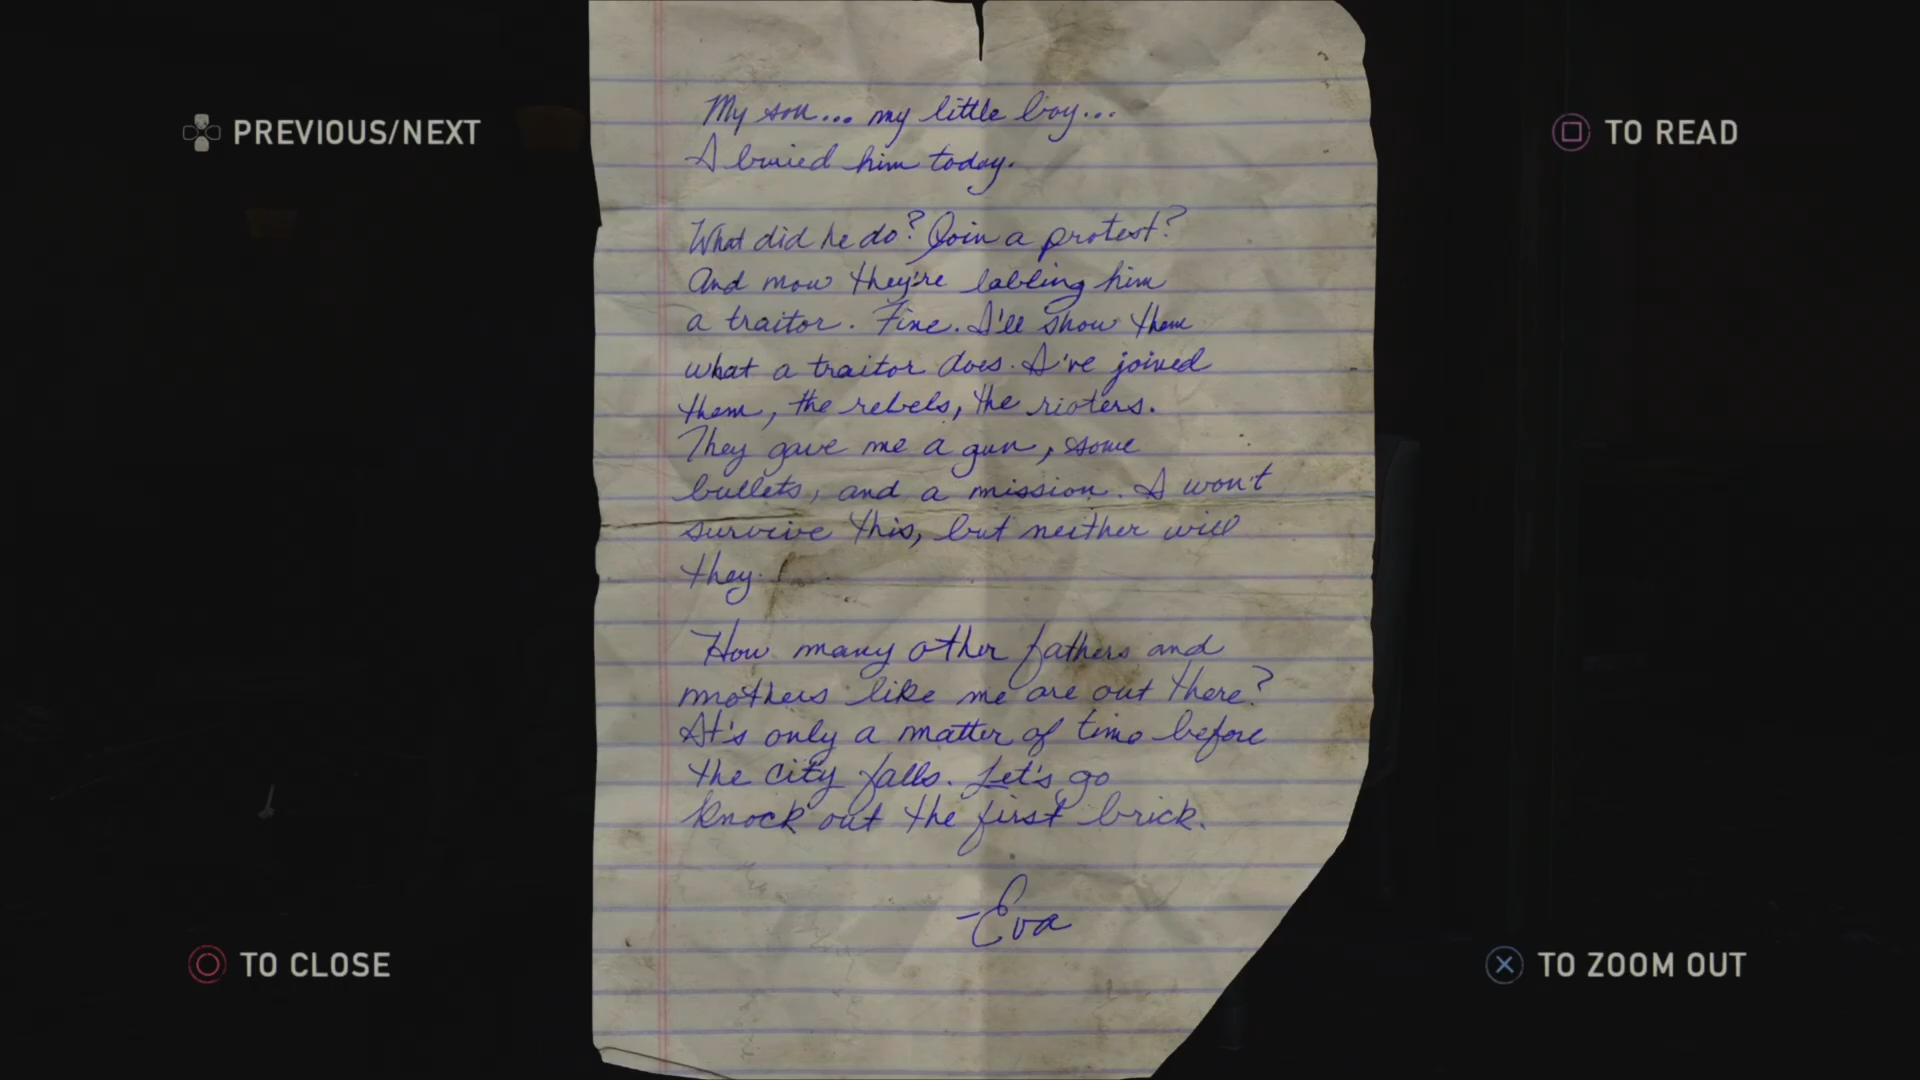 PREVIOUS/NEXT
TO READ
My son... my little boy...
I buried him today.
What did he do? Join a protest?
And now they're labling him
a traitor. Fine. I'll show them
what a traitor does. I've joined
them, the rebels, the rioters.
They gave me a gun, some
bullets, and a mission. I won't
survive this, but neither will
they.
How many other fathers and
mothers like me are out there?
It's only a matter of time before
the city falls. Let's go
knock out the first brick.
-Eva
TO CLOSE
TO ZOOM OUT